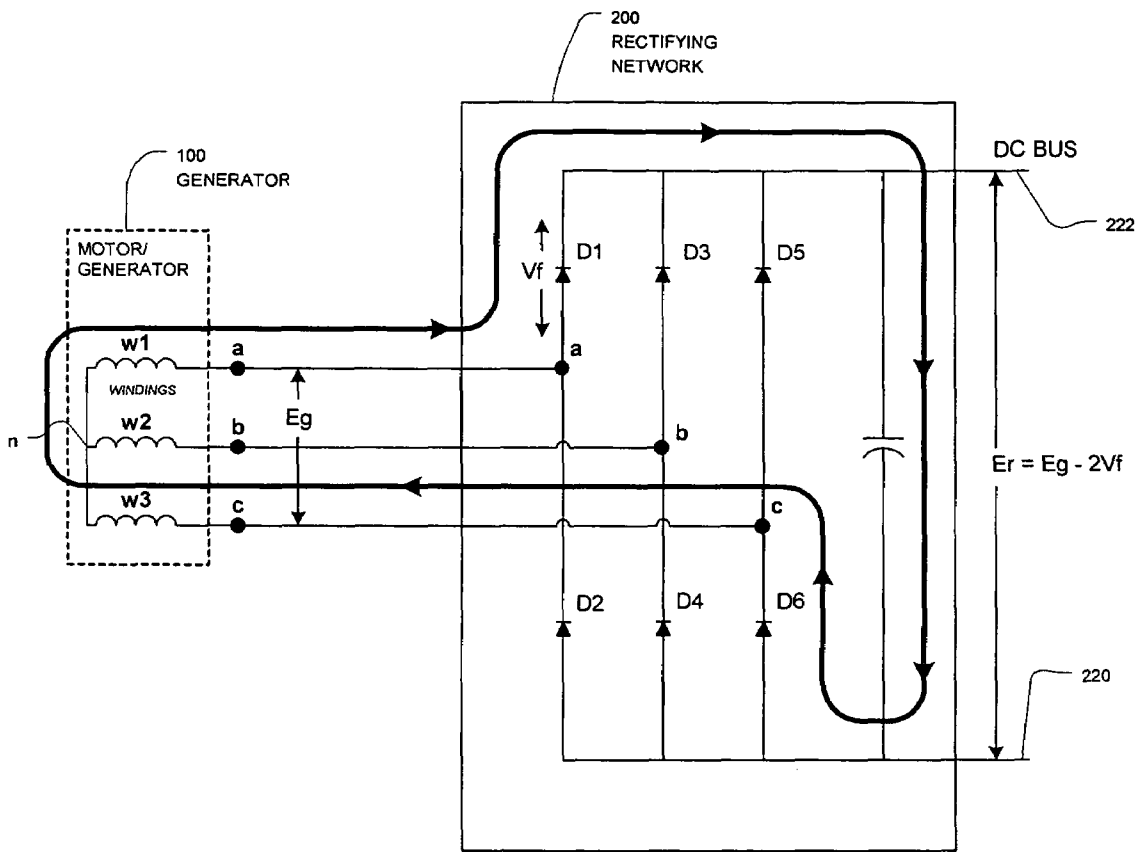 200
RECTIFYING
NETWORK
100
GENERATOR
DC BUS
222
MOTOR/
GENERATOR
Vf
D1
D3
D5
w1
a
a
WINDINGS
w2
b
Eg
b
n
Er = Eg - 2Vf
w3
c
c
D2
D4
D6
220